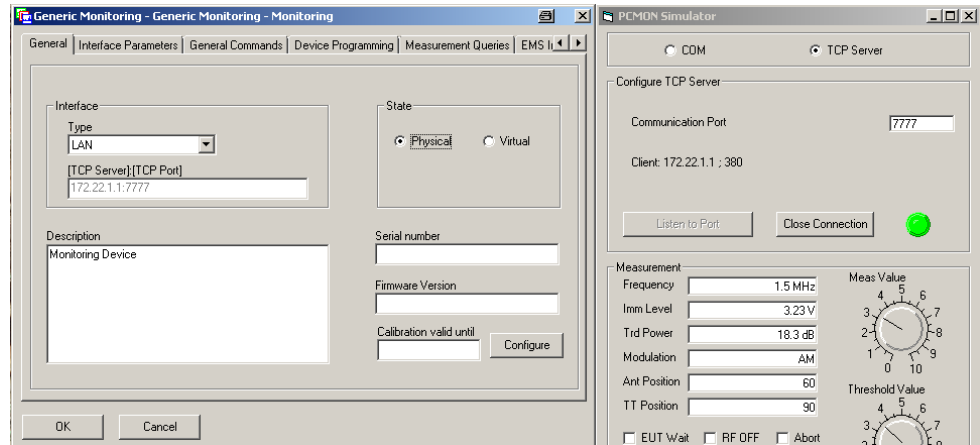 Generic Monitoring - Generic Monitoring - Monitoring
General Interface Parameters General Commands Device Programming Measurement Queries EMS
Interface
Type
LAN
[TCP Server]:[TCP Port]
172.22.1.1:7777
State
Physical Virtual
Description
Monitoring Device
Serial number
Firmware Version
Calibration valid until
Configure
OK Cancel
PCMON Simulator
COM TCP Server
Configure TCP Server
Communication Port 7777
Client: 172.22.1.1 ; 380
Listen to Port Close Connection
Measurement
Frequency 1.5 MHz
Imm Level 3.23 V
Trd Power 18.3 dB
Modulation AM
Ant Position 60
TT Position 90
EUT Wait RF OFF Abort
Meas Value
0 1 2 3 4 5 6 7 8 9 10
Threshold Value
3 4 5 6 7